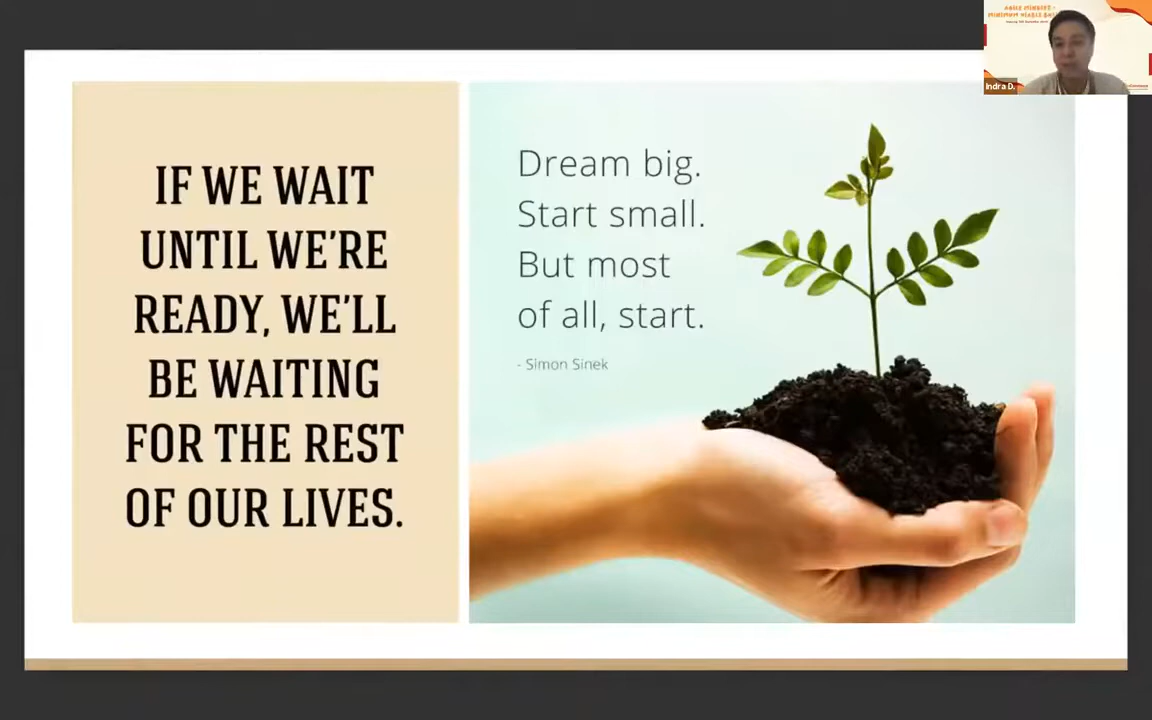 IF WE WAIT
UNTIL WE'RE
READY, WE'LL
BE WAITING
FOR THE REST
OF OUR LIVES.
Dream big.
Start small.
But most
of all, start.
- Simon Sinek
Indra D.